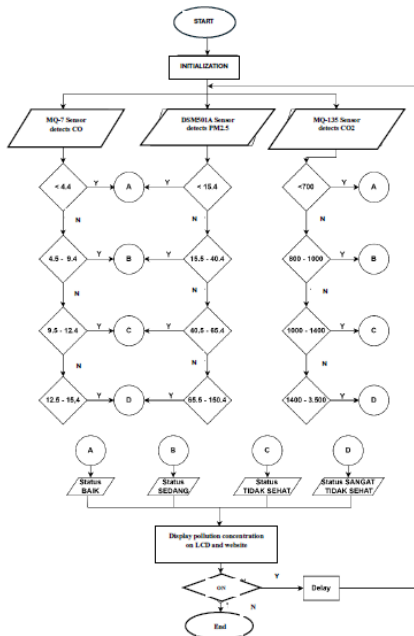 START
INITIALIZATION
MQ-7 Sensor
detects CO
DSM501A Sensor
detects PM2.5
MQ-135 Sensor
detects CO2
< 4.4
Y
A
Y
< 15.4
<700
Y
A
N
N
N
4.5 - 9.4
Y
B
Y
15.5 - 40.4
800 - 1000
Y
B
N
N
N
9.5 - 12.4
Y
C
Y
40.5 - 65.4
1000 - 1400
Y
C
N
N
N
12.5 - 15,4
Y
D
Y
65.5 - 150.4
1400 - 3.500
Y
D
A
B
C
D
Status
BAIK
Status
SEDANG
Status
TIDAK SEHAT
Status SANGAT
TIDAK SEHAT
Display pollution concentration
on LCD and website
ON
Y
Delay
N
End